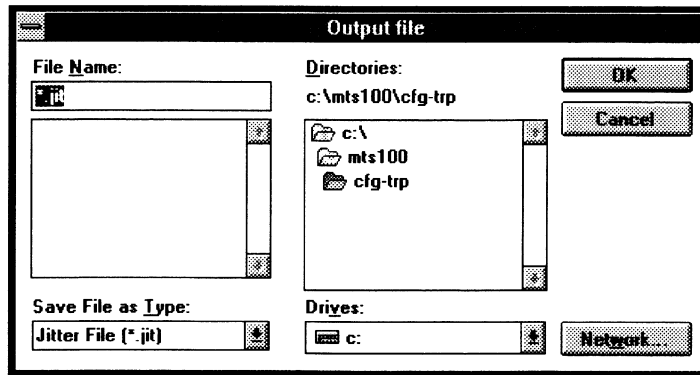 Output file
File Name:
*.jit
Directories:
c:\mts100\cfg-trp
c:\
mts100
cfg-trp
OK
Cancel
Save File as Type:
Jitter File (*.jit)
Drives:
c:
Network...